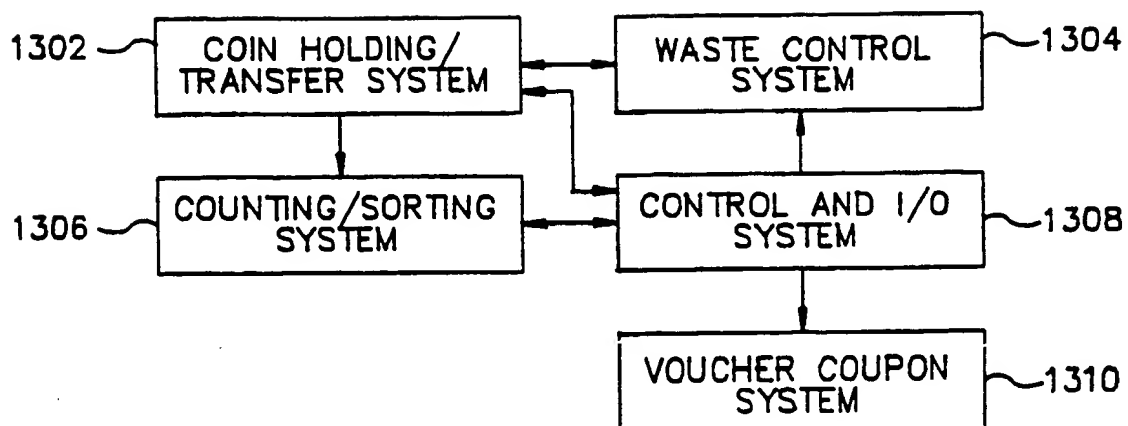 1302
COIN HOLDING/
TRANSFER SYSTEM
WASTE CONTROL
SYSTEM
1304
1306
COUNTING/SORTING
SYSTEM
CONTROL AND I/O
SYSTEM
1308
VOUCHER COUPON
SYSTEM
1310